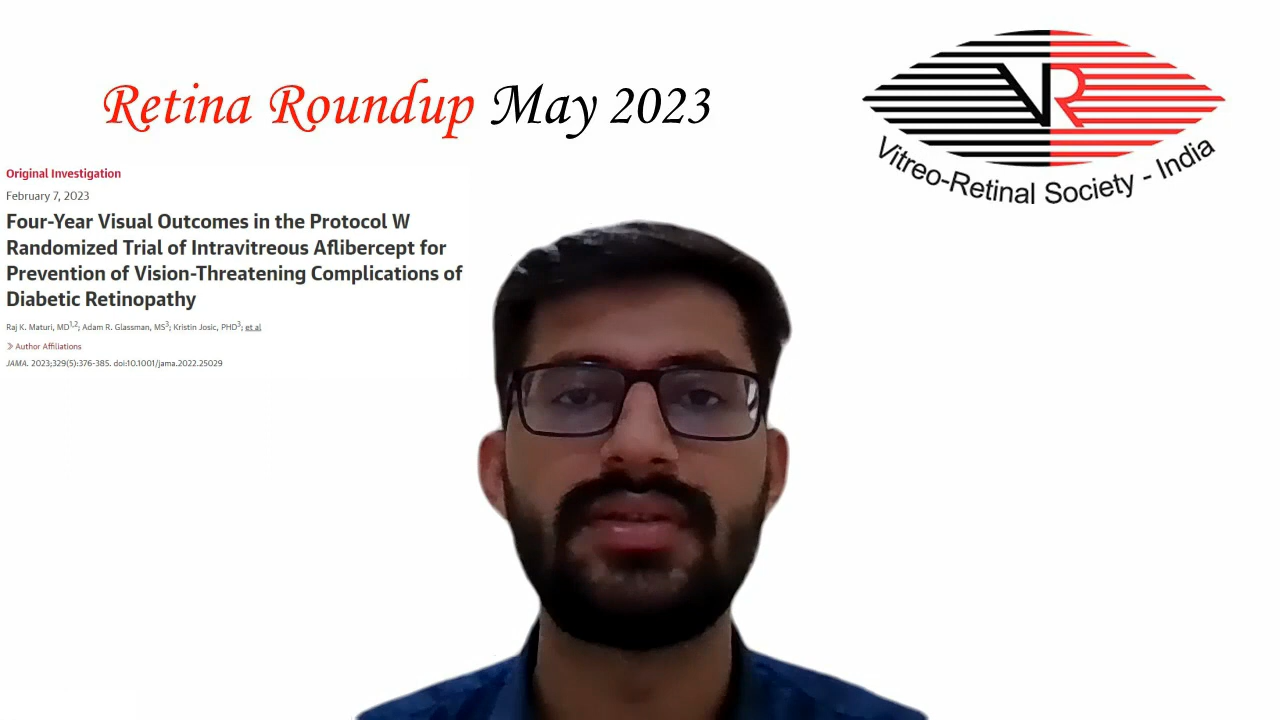 Retina Roundup May 2023
VR
Vitreo-Retinal Society - India
Original Investigation
February 7, 2023
Four-Year Visual Outcomes in the Protocol W
Randomized Trial of Intravitreous Aflibercept for
Prevention of Vision-Threatening Complications of
Diabetic Retinopathy
Raj K. Maturi, MD1,2; Adam R. Glassman, MS3; Kristin Josic, PHD3; et al
Author Affiliations
JAMA. 2023;329(5):376-385. doi:10.1001/jama.2022.25029